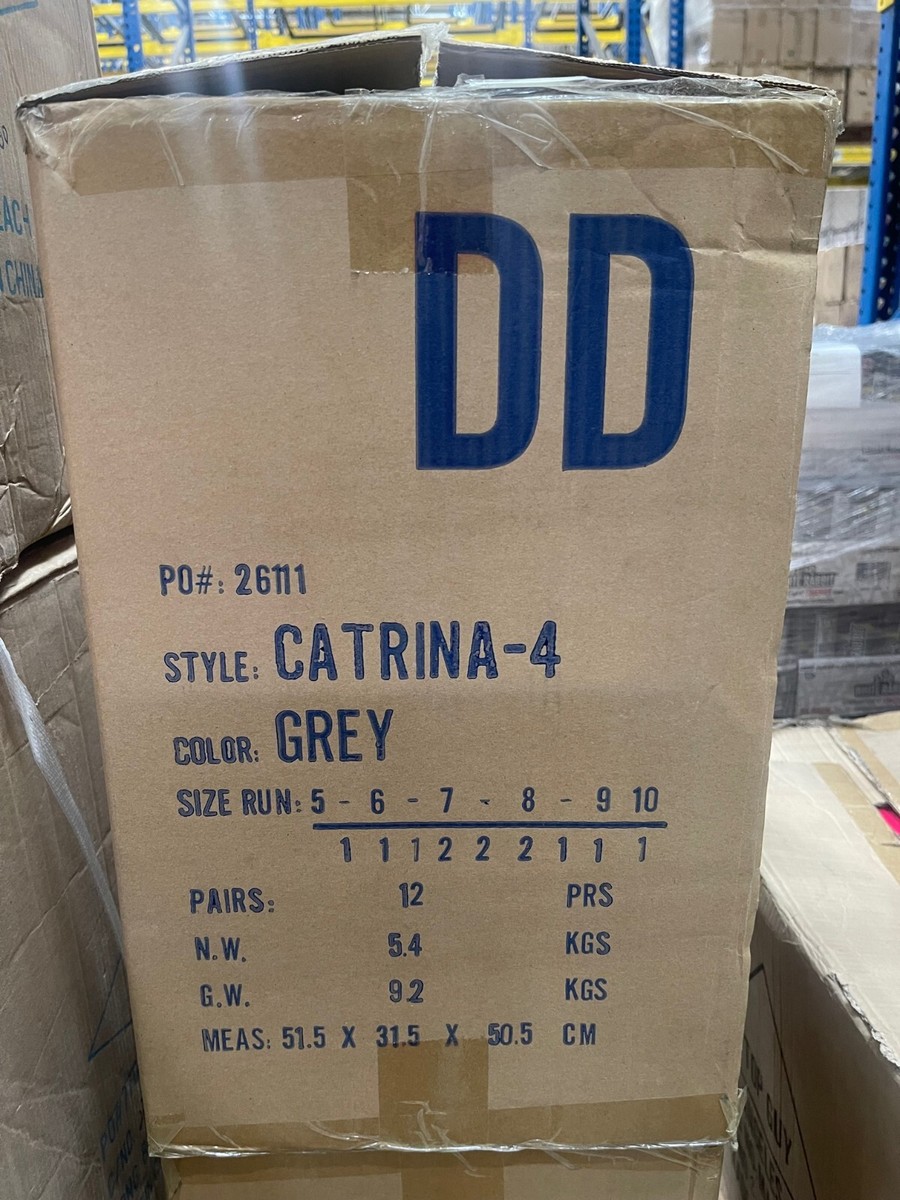 DD
PO#: 26111
STYLE: CATRINA-4
COLOR: GREY
SIZE RUN: 5 - 6 - 7 - 8 - 9 10
1 1 1 2 2 2 1 1 1
PAIRS: 12 PRS
N.W. 5.4 KGS
G.W. 9.2 KGS
MEAS: 51.5 X 31.5 X 50.5 CM